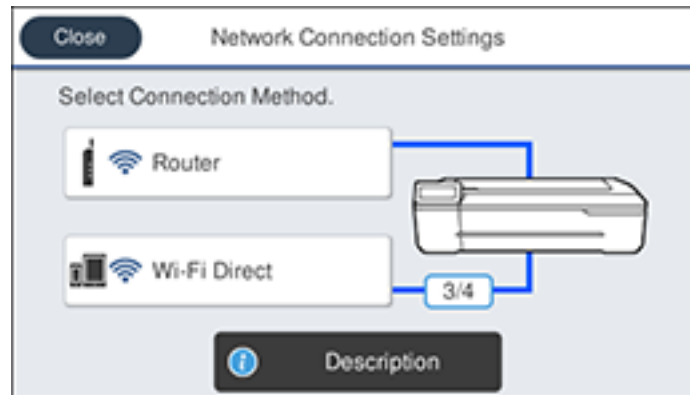 Close
Network Connection Settings
Select Connection Method.
Router
Wi-Fi Direct
3/4
i
Description